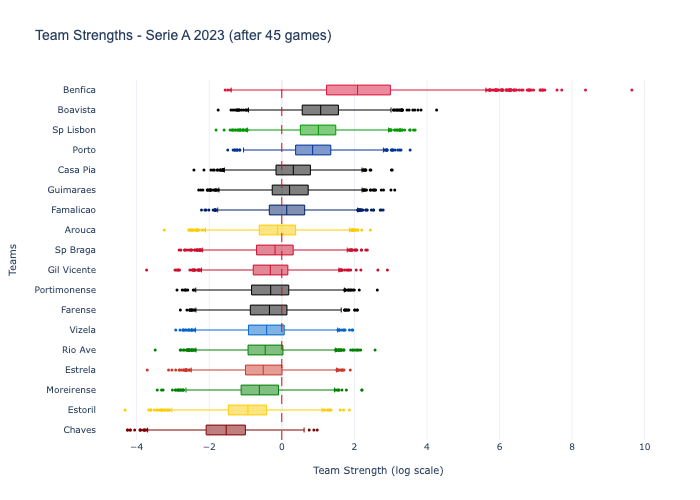 Team Strengths - Serie A 2023 (after 45 games)
Benfica
Boavista
Sp Lisbon
Porto
Casa Pia
Guimaraes
Famalicao
Arouca
Sp Braga
Gil Vicente
Portimonense
Farense
Vizela
Rio Ave
Estrela
Moreirense
Estoril
Chaves
Teams
−4 −2 0 2 4 6 8 10
Team Strength (log scale)